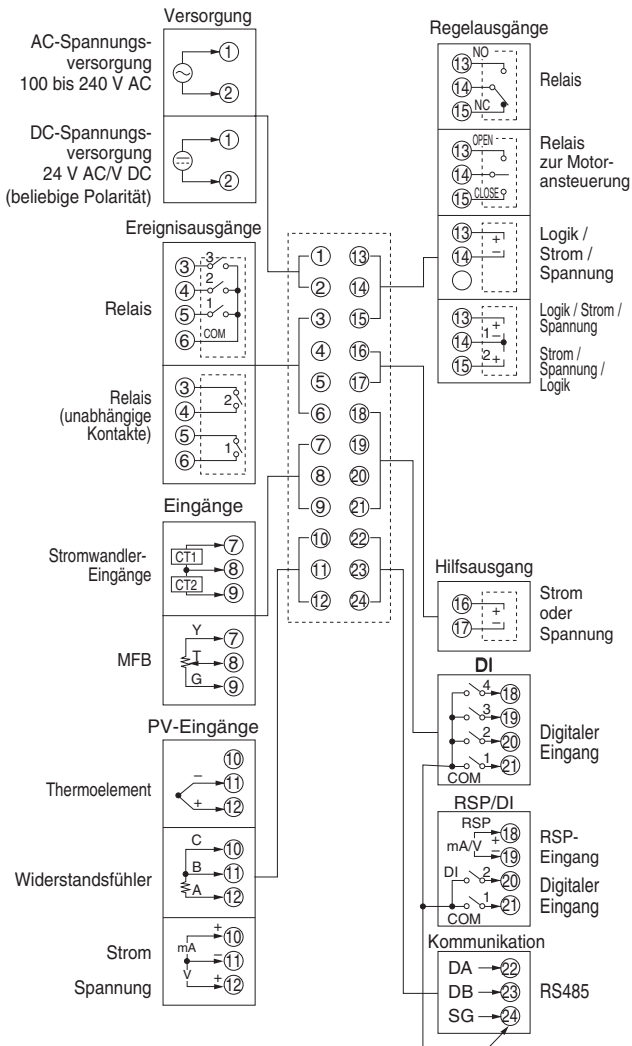 Versorgung
AC-Spannungs-
versorgung
100 bis 240 V AC
1
2
DC-Spannungs-
versorgung
24 V AC/V DC
(beliebige Polarität)
1
2
Ereignisausgänge
Relais
3 3
4 2
5 1
6 COM
Relais
(unabhängige
Kontakte)
3
4 2
5
6 1
Eingänge
Stromwandler-
Eingänge
CT1 7
8
CT2 9
MFB
Y 7
T 8
G 9
PV-Eingänge
Thermoelement
10
– 11
+ 12
Widerstandsfühler
C 10
B 11
A 12
Strom
Spannung
+ 10
mA
– 11
V
+ 12
1 13
2 14
3 15
4 16
5 17
6 18
7 19
8 20
9 21
10 22
11 23
12 24
Regelausgänge
13 NO
14
15 NC
Relais
13 OPEN
14
15 CLOSE
Relais
zur Motor-
ansteuerung
13 +
14 –
Logik /
Strom /
Spannung
13 +
14 1 –
15 2 +
Logik / Strom /
Spannung
Strom /
Spannung /
Logik
Hilfsausgang
16 +
17 –
Strom
oder
Spannung
DI
4 18
3 19
2 20
1 21
COM
Digitaler
Eingang
RSP/DI
RSP 18
mA/V + –
19
DI 2 20
1 21
COM
RSP-
Eingang
Digitaler
Eingang
Kommunikation
DA 22
DB 23
SG 24
RS485